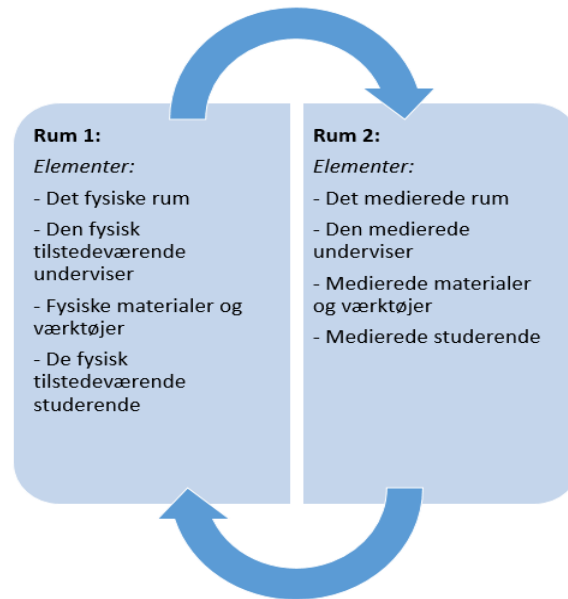 Rum 1:
Elementer:
- Det fysiske rum
- Den fysisk
tilstedeværende
underviser
- Fysiske materialer og
værktøjer
- De fysisk
tilstedeværende
studerende
Rum 2:
Elementer:
- Det medierede rum
- Den medierede
underviser
- Medierede materialer
og værktøjer
- Medierede studerende